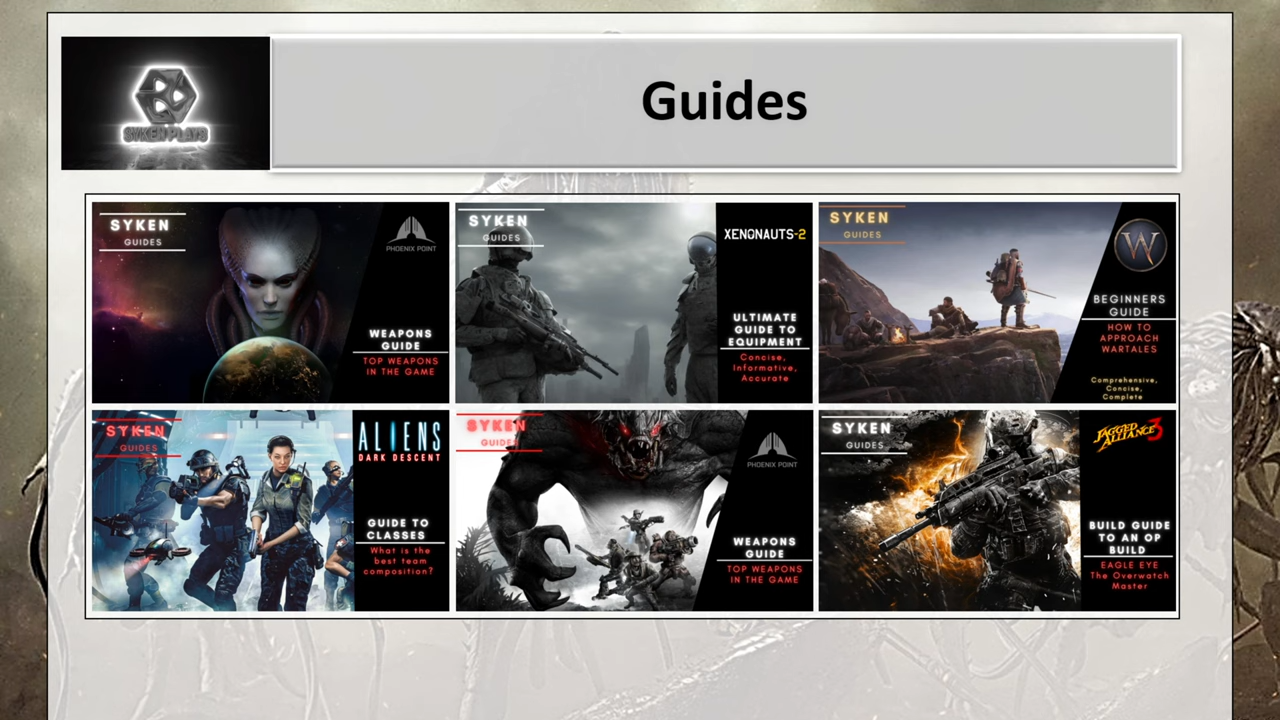 SYKEN PLAYS
Guides
SYKEN
GUIDES
PHOENIX POINT
WEAPONS
GUIDE
TOP WEAPONS
IN THE GAME
SYKEN
GUIDES
XENONAUTS-2
ULTIMATE
GUIDE TO
EQUIPMENT
Concise,
Informative,
Accurate
SYKEN
GUIDES
W
BEGINNERS
GUIDE
HOW TO
APPROACH
WARTALES
Comprehensive,
Concise,
Complete
SYKEN
GUIDES
ALIENS
DARK DESCENT
GUIDE TO
CLASSES
What is the
best team
composition?
SYKEN
GUIDES
PHOENIX POINT
WEAPONS
GUIDE
TOP WEAPONS
IN THE GAME
SYKEN
GUIDES
JAGGED
ALLIANCE 3
BUILD GUIDE
TO AN OP
BUILD
EAGLE EYE
The Overwatch
Master